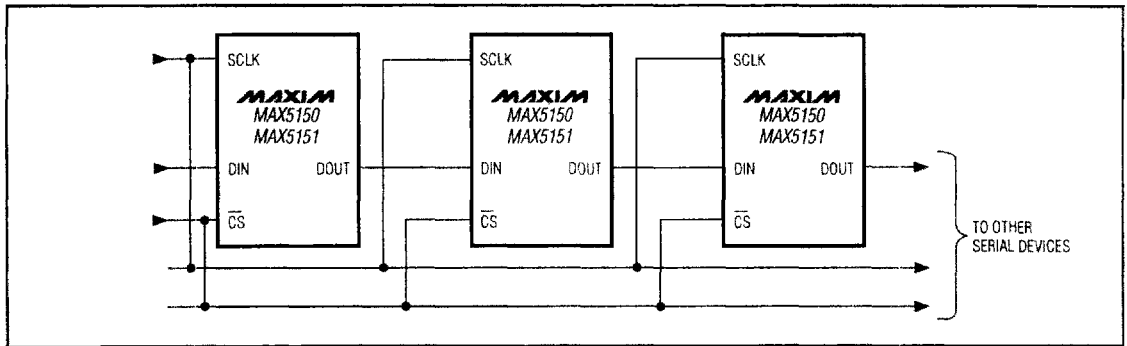 SCLK
MAXIM
MAX5150
MAX5151
DIN
DOUT
CS
SCLK
MAXIM
MAX5150
MAX5151
DIN
DOUT
CS
SCLK
MAXIM
MAX5150
MAX5151
DIN
DOUT
CS
TO OTHER
SERIAL DEVICES